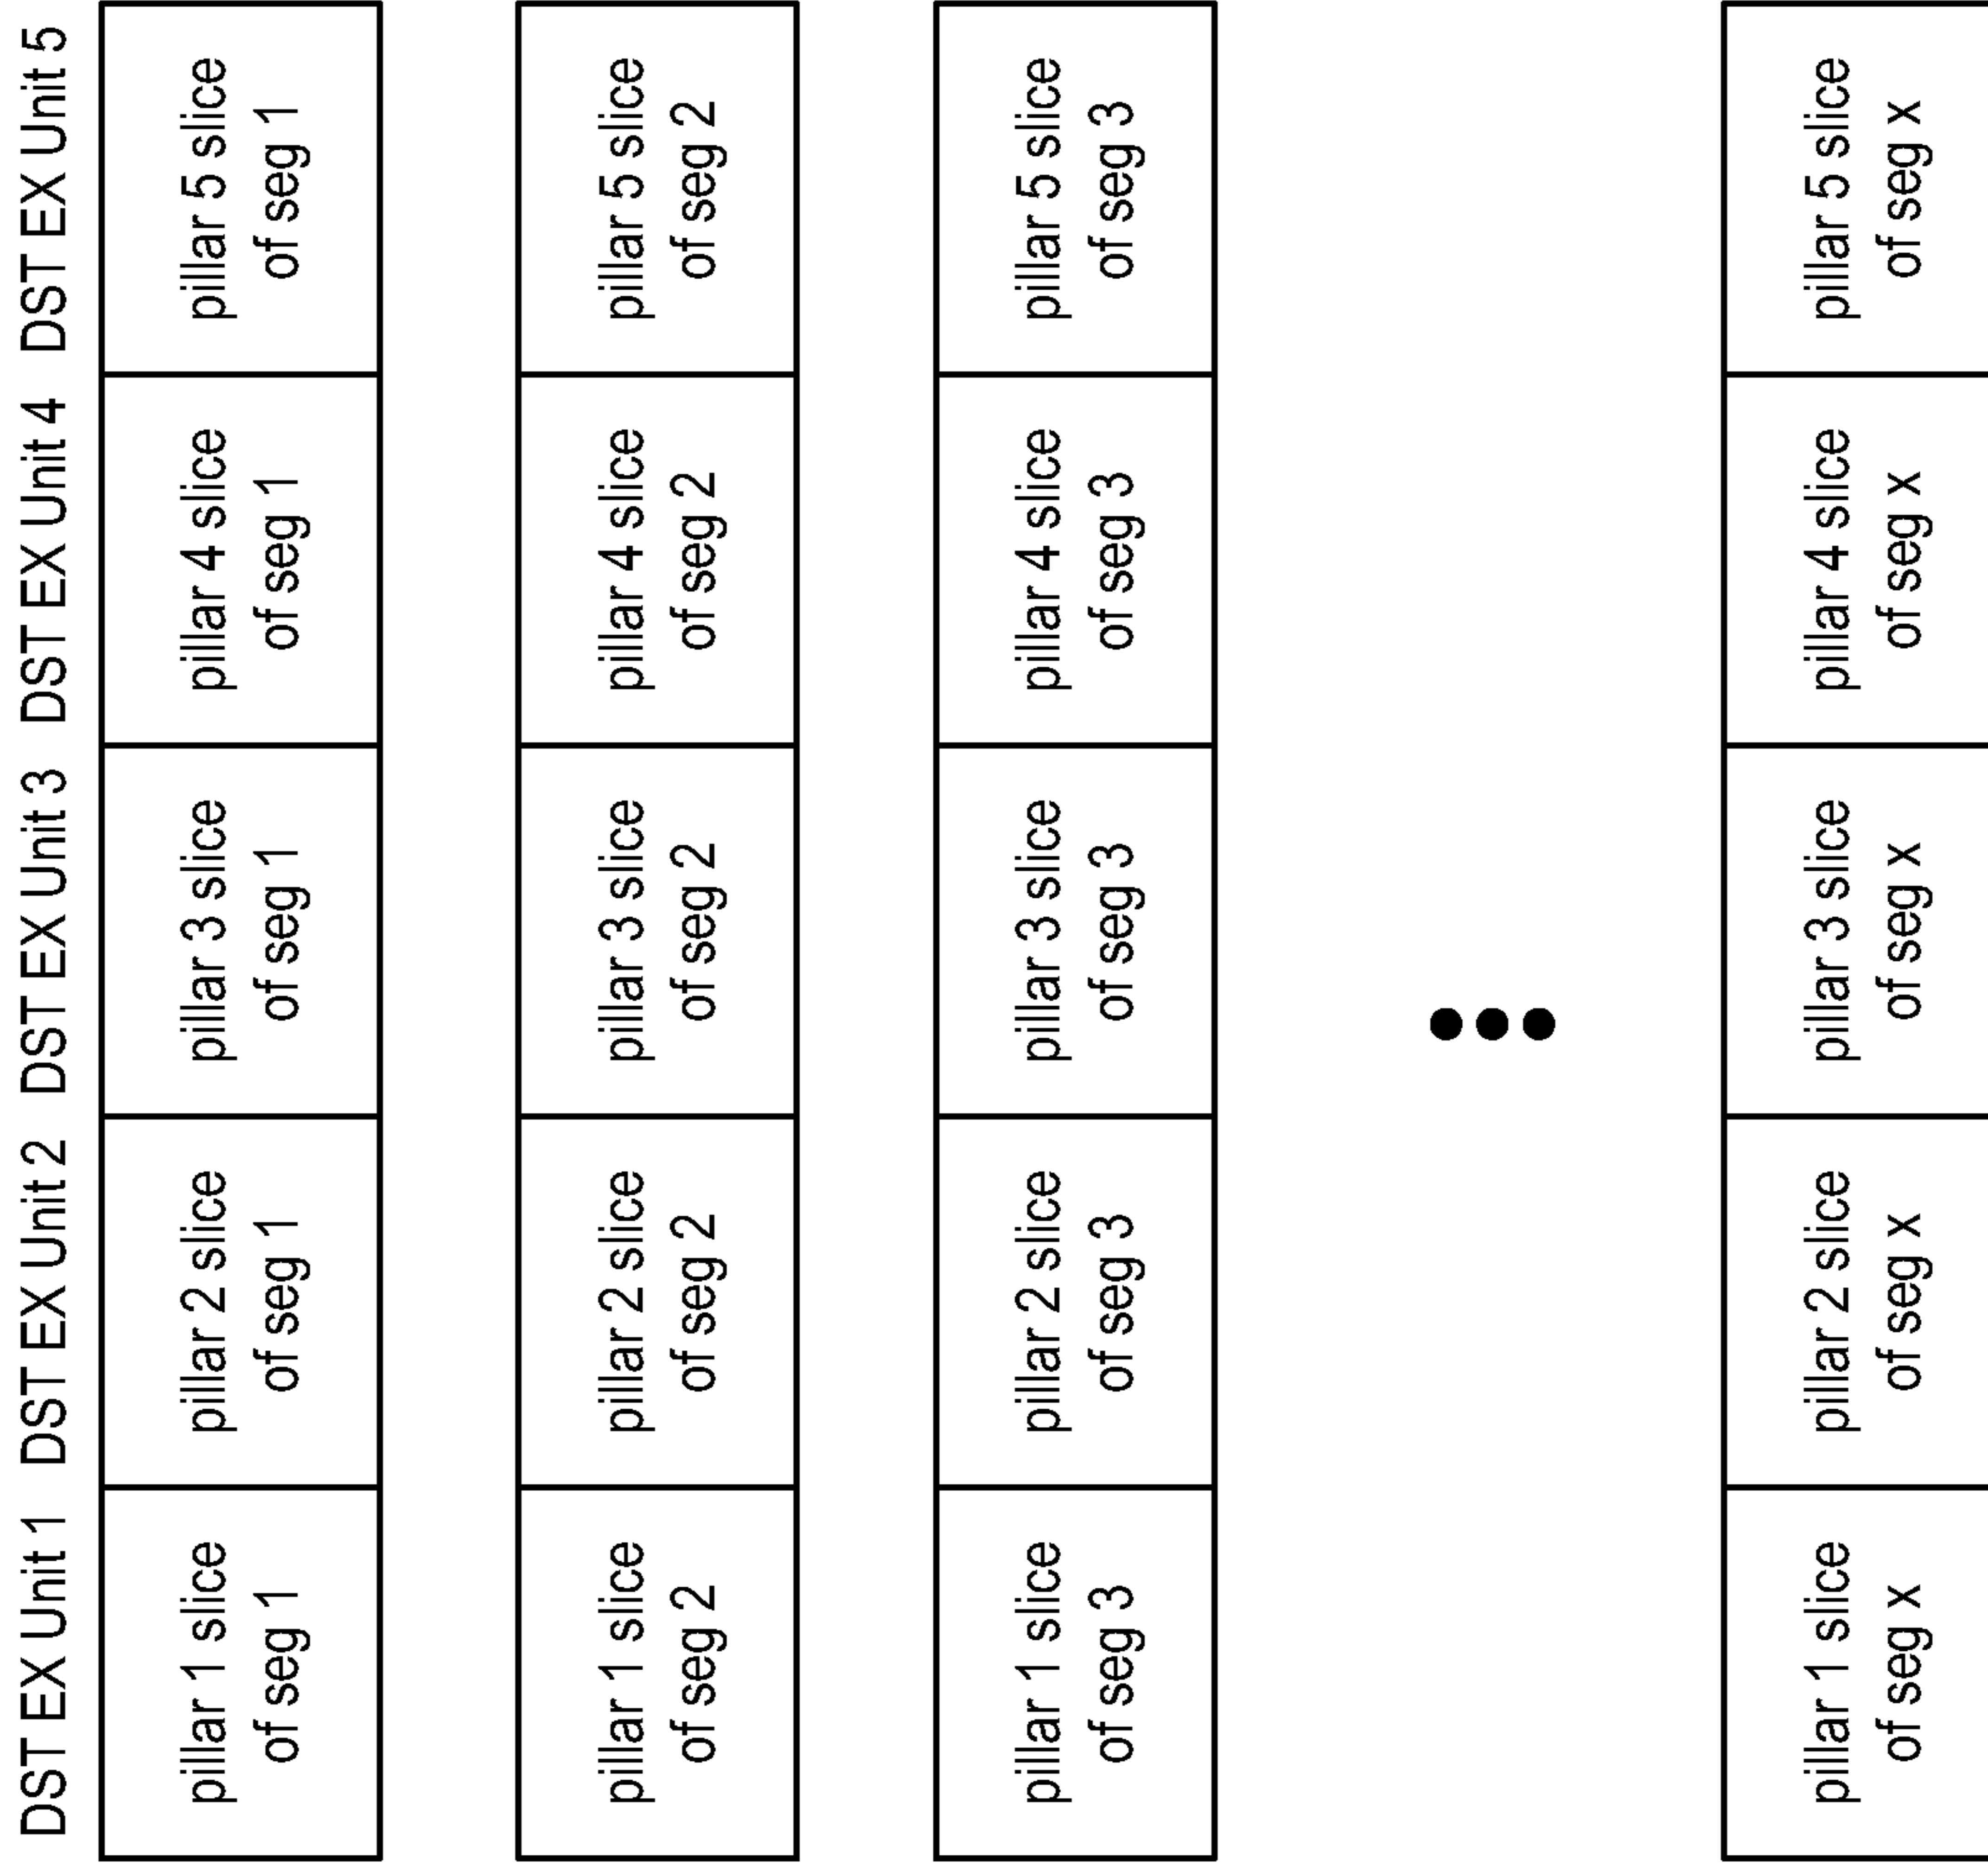 DST EX Unit 1 DST EX Unit 2 DST EX Unit 3 DST EX Unit 4 DST EX Unit 5
pillar 1 slice
of seg 1
pillar 2 slice
of seg 1
pillar 3 slice
of seg 1
pillar 4 slice
of seg 1
pillar 5 slice
of seg 1
pillar 1 slice
of seg 2
pillar 2 slice
of seg 2
pillar 3 slice
of seg 2
pillar 4 slice
of seg 2
pillar 5 slice
of seg 2
pillar 1 slice
of seg 3
pillar 2 slice
of seg 3
pillar 3 slice
of seg 3
pillar 4 slice
of seg 3
pillar 5 slice
of seg 3
pillar 1 slice
of seg x
pillar 2 slice
of seg x
pillar 3 slice
of seg x
pillar 4 slice
of seg x
pillar 5 slice
of seg x